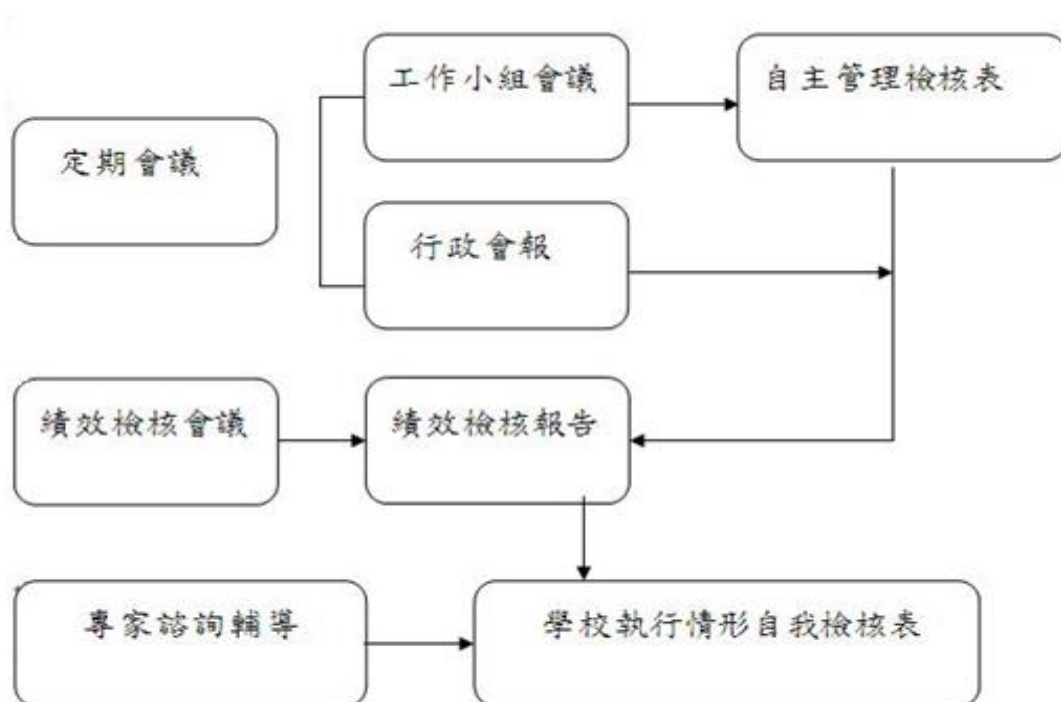 工作小組會議
自主管理檢核表
定期會議
行政會報
績效檢核會議
績效檢核報告
專家諮詢輔導
學校執行情形自我檢核表